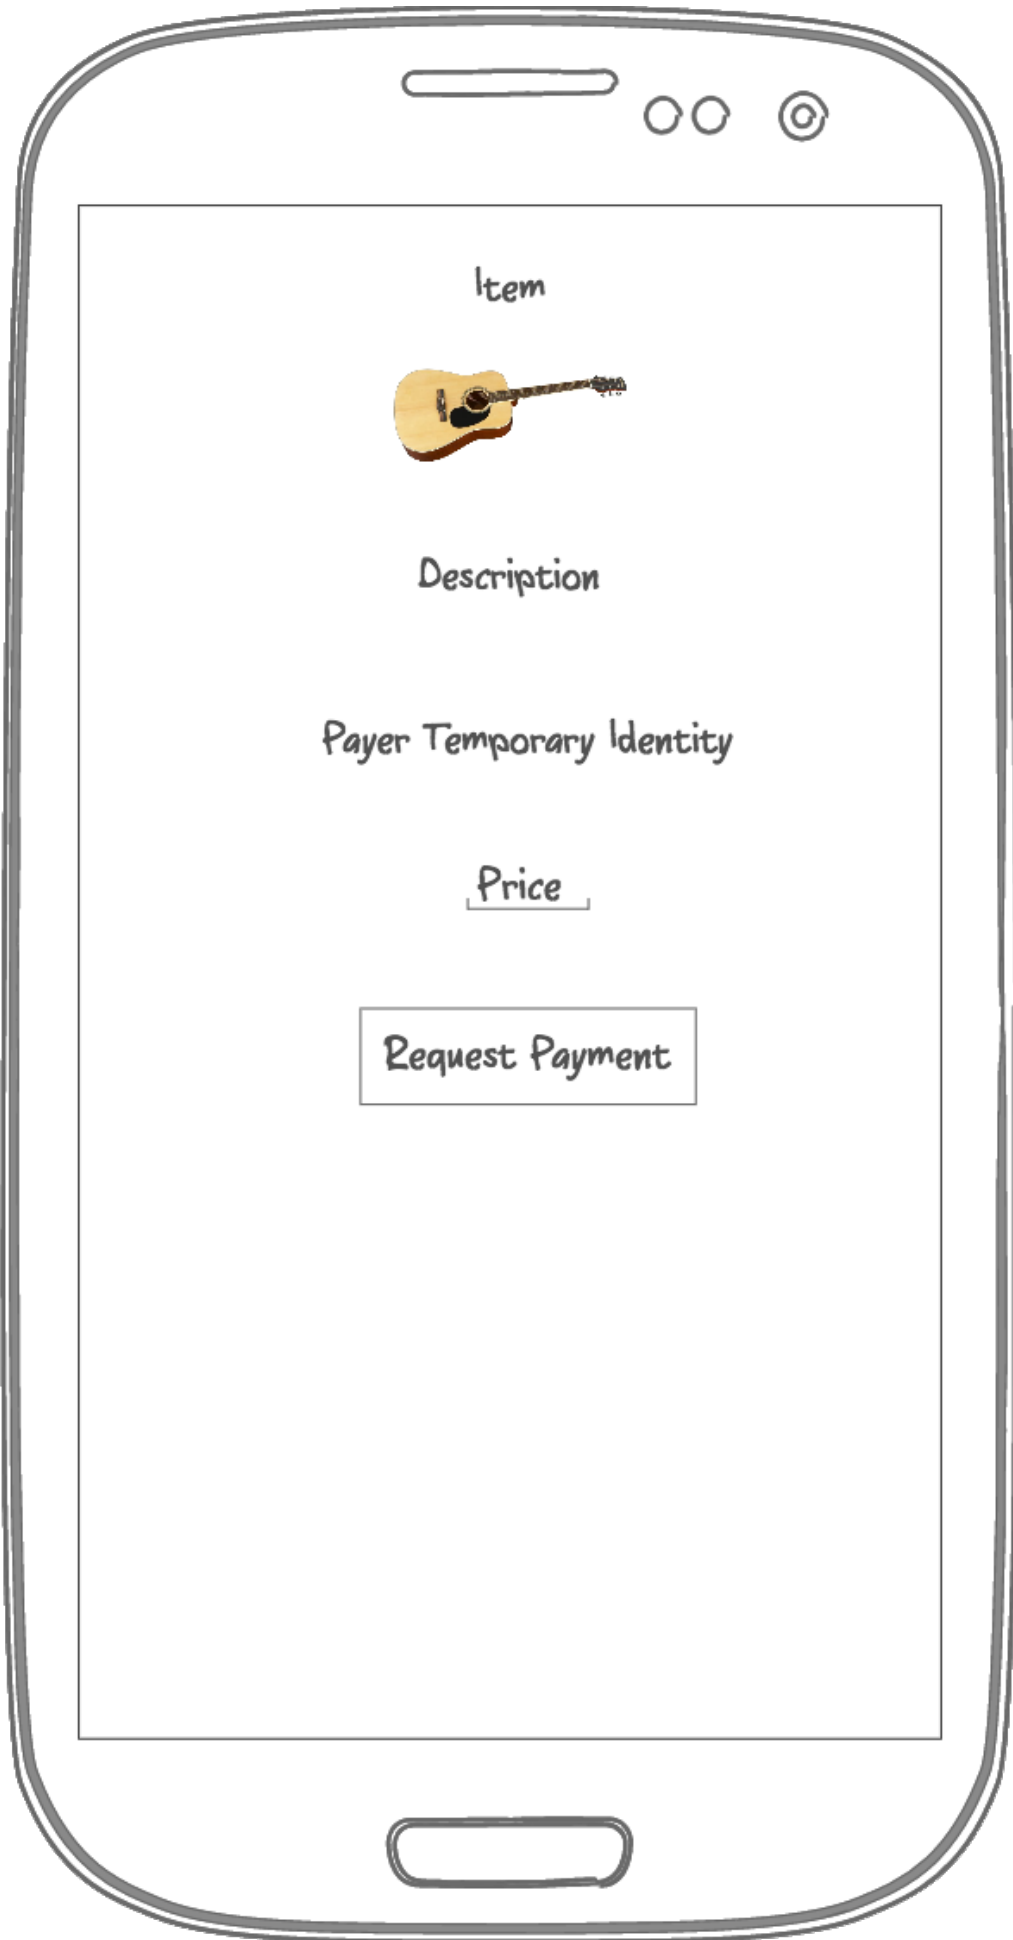 Item
Description
Payer Temporary Identity
Price
Request Payment